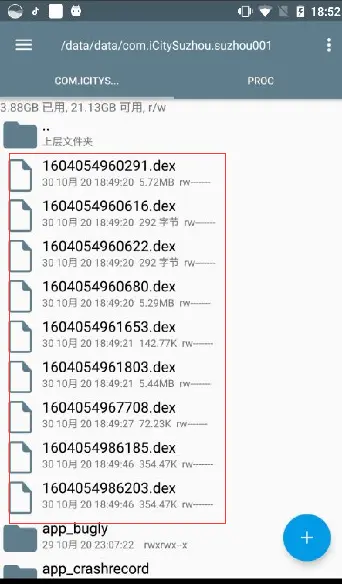 18:52
/data/data/com.iCitySuzhou.suzhou001
COM.ICITYS...
PROC
3.88GB 已用, 21.13GB 可用, r/w
..
上层文件夹
1604054960291.dex
30 10月 20 18:49:20 5.72MB rw-------
1604054960616.dex
30 10月 20 18:49:20 292 字节 rw-------
1604054960622.dex
30 10月 20 18:49:20 292 字节 rw-------
1604054960680.dex
30 10月 20 18:49:20 5.29MB rw-------
1604054961653.dex
30 10月 20 18:49:21 142.77K rw-------
1604054961803.dex
30 10月 20 18:49:21 5.44MB rw-------
1604054967708.dex
30 10月 20 18:49:27 72.23K rw-------
1604054986185.dex
30 10月 20 18:49:46 354.47K rw-------
1604054986203.dex
30 10月 20 18:49:46 354.47K rw-------
app_bugly
29 10月 20 23:07:22 rwxrwx--x
app_crashrecord